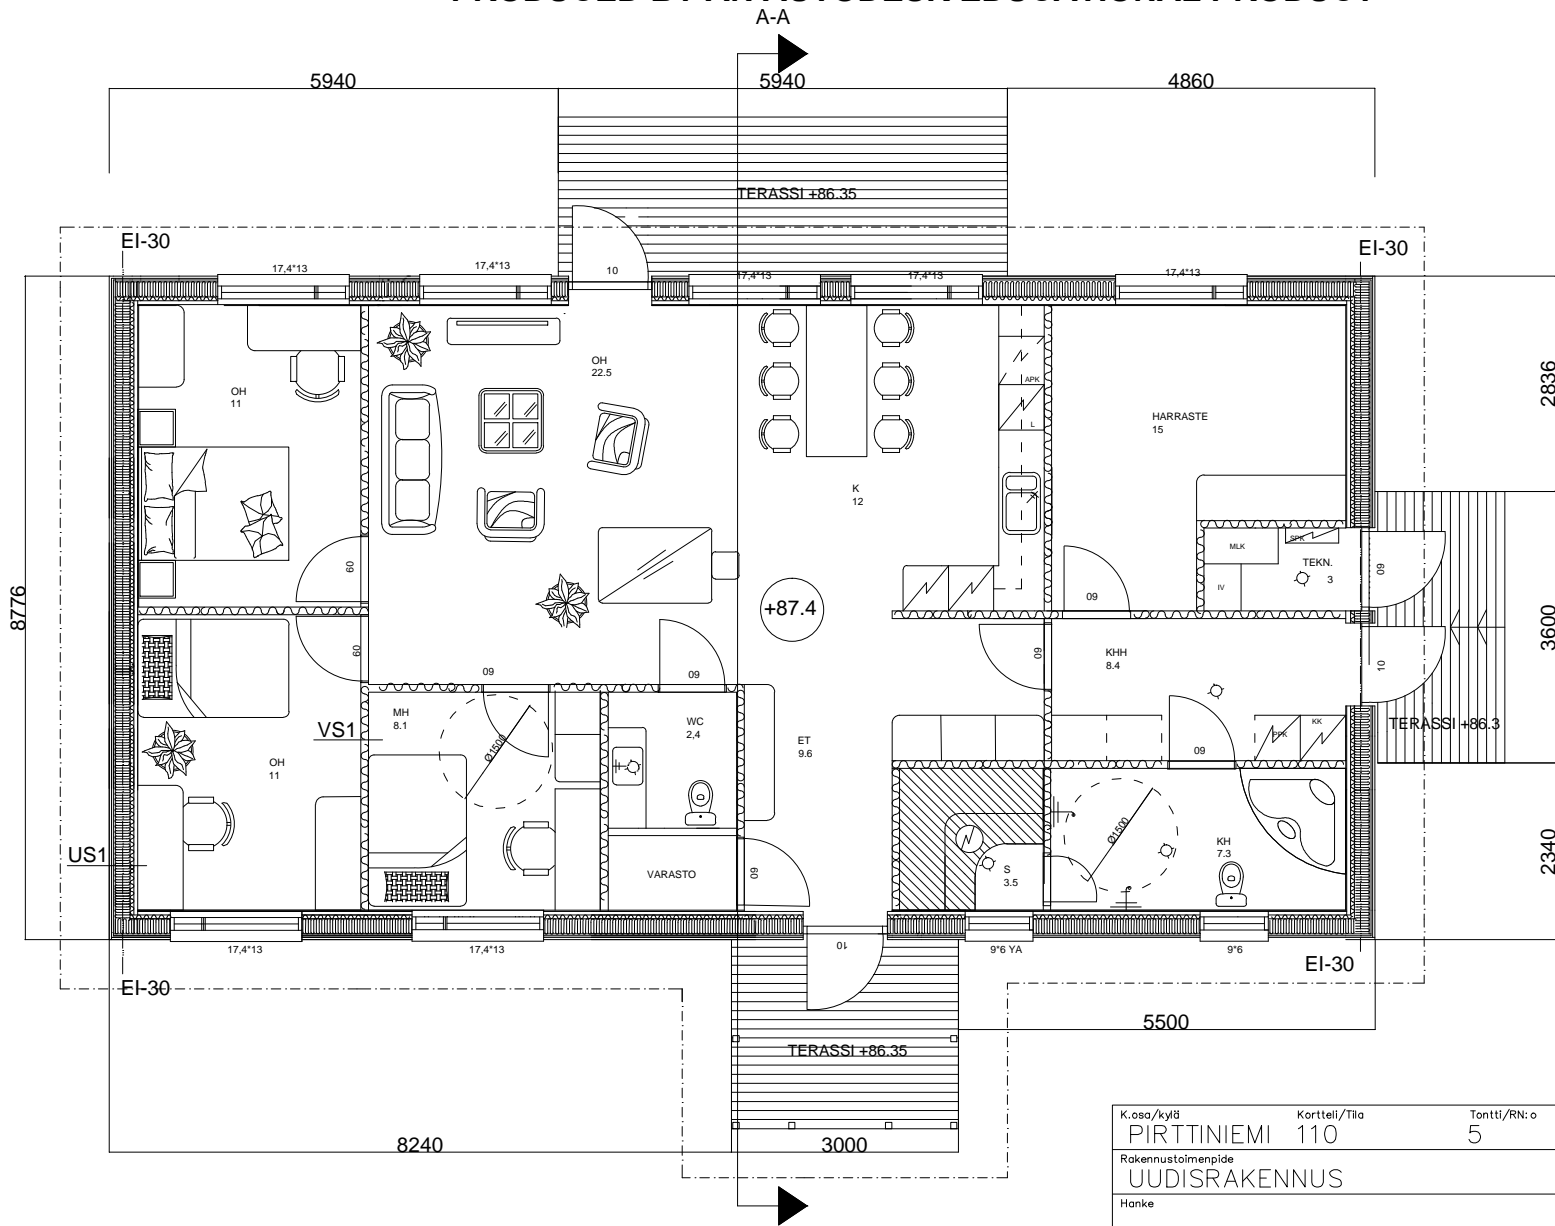 PRODUCED BY AN AUTODESK EDUCATIONAL PRODUCT
A-A
5940
5940
4860
TERASSI +86.35
EI-30
EI-30
17,4*13
17,4*13
10
17,4*13
17,4*13
17,4*13
OH
11
OH
22.5
APK
L
K
12
HARRASTE
15
2836
MLK
SPK
TEKN.
3
IV
09
09
09
+87.4
8776
3600
09
09
09
09
KHH
8.4
10
MH
8.1
VS1
Ø1500
WC
2,4
ET
9.6
PPK
KK
09
TERASSI +86.3
OH
11
US1
VARASTO
09
S
3.5
Ø1500
KH
7.3
2340
17,4*13
17,4*13
10
9*6 YA
9*6
EI-30
EI-30
5500
TERASSI +86.35
8240
3000
K.osa/kylä Kortteli/Tila Tontti/RN:o
PIRTTINIEMI 110 5
Rakennustoimenpide
UUDISRAKENNUS
Hanke